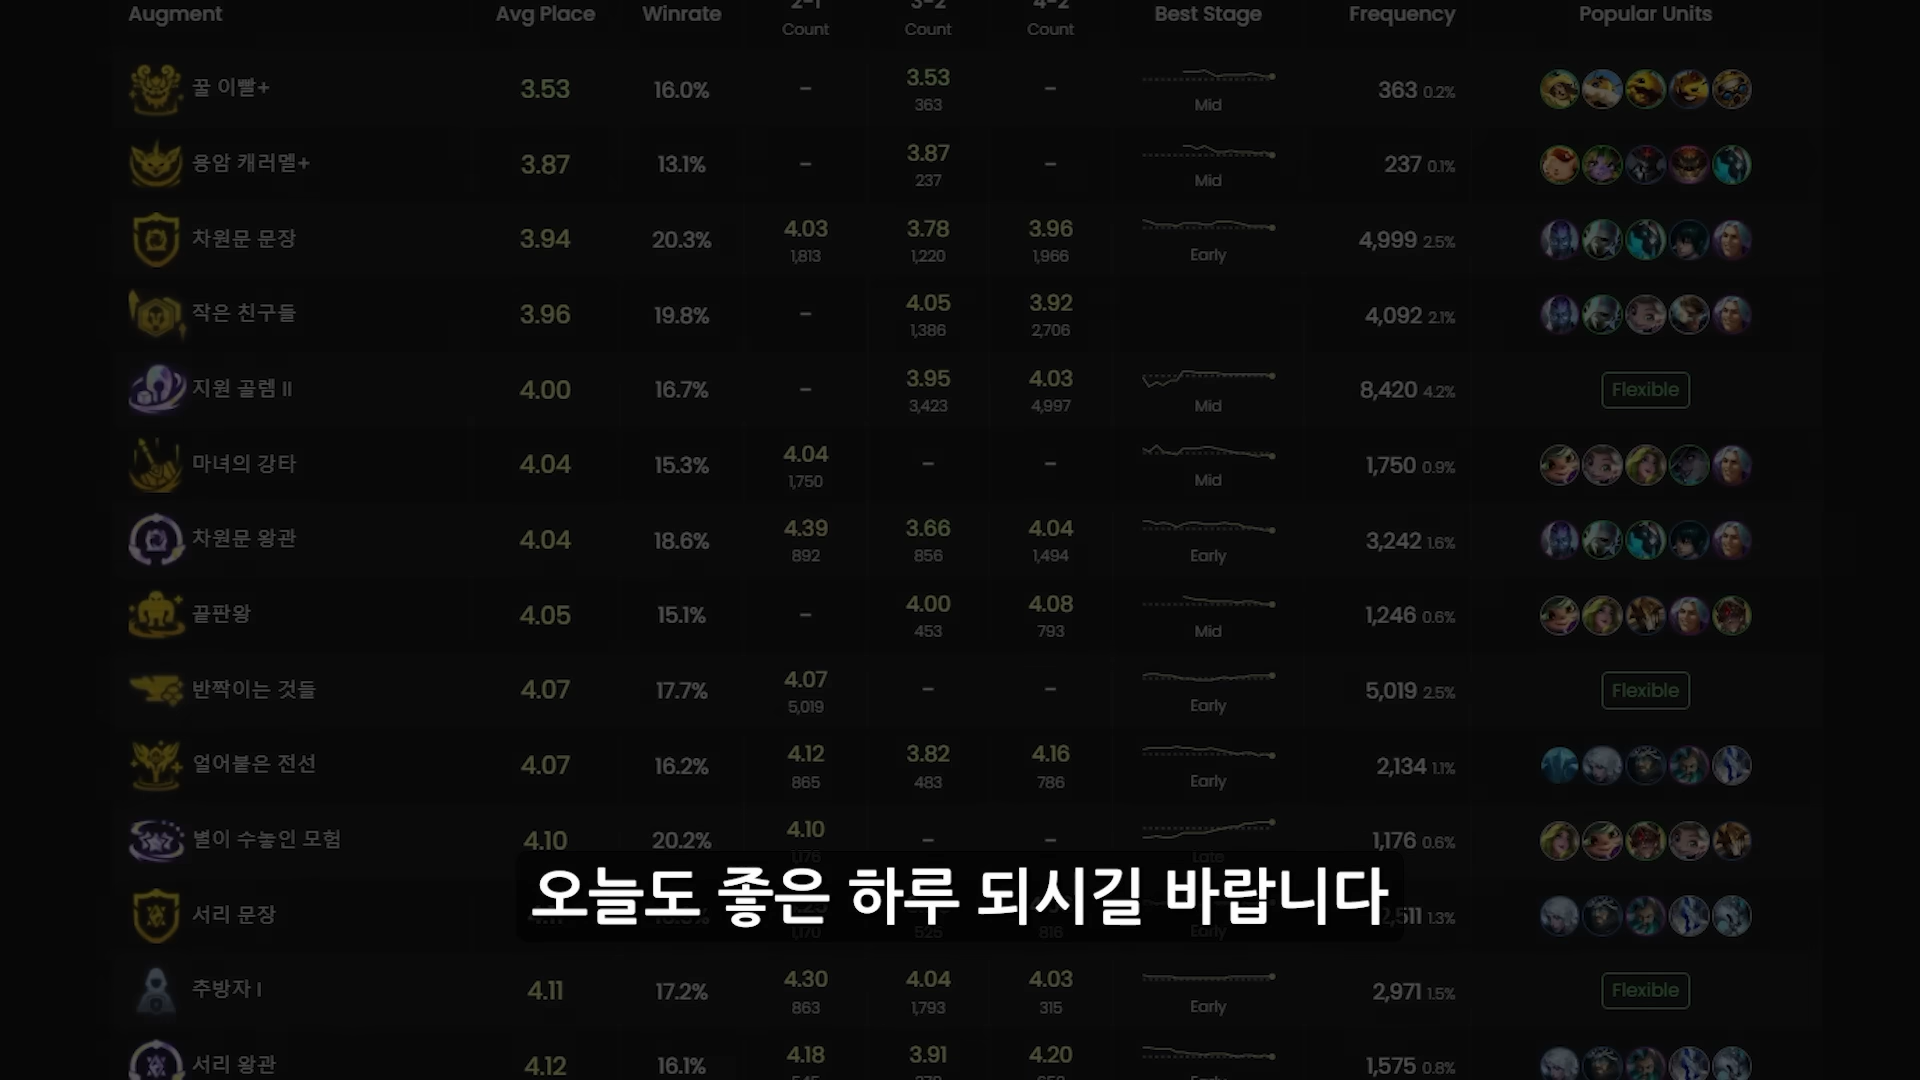 Augment Avg Place Winrate 2-1 3-2 4-2 Best Stage Frequency Popular Units
Count Count Count
꿀 이빨+ 3.53 16.0% – 3.53 – 363 0.2%
363 Mid
용암 캐러멜+ 3.87 13.1% – 3.87 – 237 0.1%
237 Mid
차원문 문장 3.94 20.3% 4.03 3.78 3.96 4,999 2.5%
1,813 1,220 1,966 Early
작은 친구들 3.96 19.8% – 4.05 3.92 4,092 2.1%
1,386 2,706
지원 골렘 II 4.00 16.7% – 3.95 4.03 8,420 4.2% Flexible
3,423 4,997 Mid
마녀의 강타 4.04 15.3% 4.04 – – 1,750 0.9%
1,750 Mid
차원문 왕관 4.04 18.6% 4.39 3.66 4.04 3,242 1.6%
892 856 1,494 Early
끝판왕 4.05 15.1% – 4.00 4.08 1,246 0.6%
453 793 Mid
반짝이는 것들 4.07 17.7% 4.07 – – 5,019 2.5% Flexible
5,019 Early
얼어붙은 전선 4.07 16.2% 4.12 3.82 4.16 2,134 1.1%
865 483 786 Early
별이 수놓인 모험 4.10 20.2% 4.10 – – 1,176 0.6%
1,176 Late
오늘도 좋은 하루 되시길 바랍니다
서리 문장 1.3%
1,170 525 816 Early
추방자 I 4.11 17.2% 4.30 4.04 4.03 2,971 1.5% Flexible
863 1,793 315 Early
서리 왕관 4.12 16.1% 4.18 3.91 4.20 1,575 0.8%